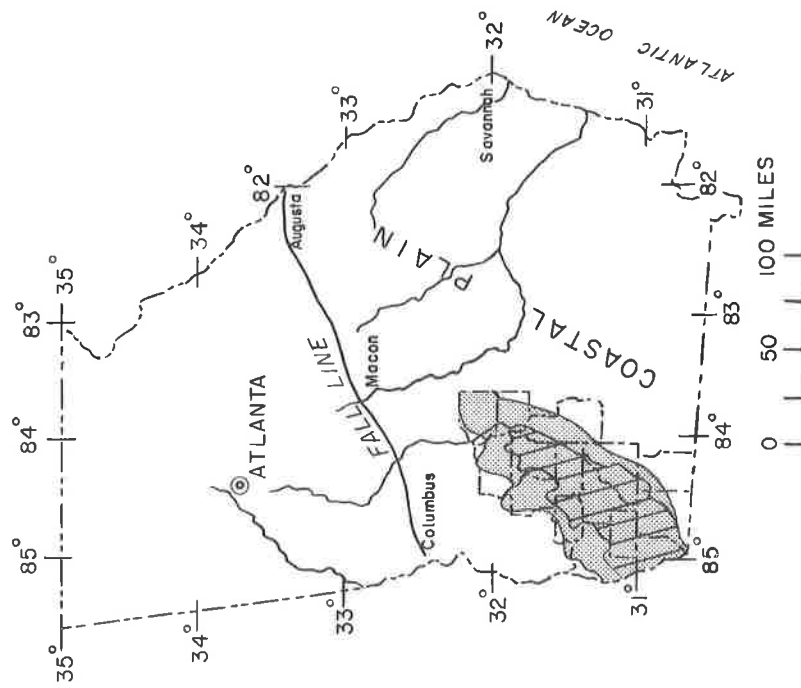 83°
84°
85°
35°
35°
34°
34°
ATLANTA
82°
Augusta
33°
33°
FALL LINE
Macon
Columbus
PLAIN
Savannah
32°
32°
ATLANTIC OCEAN
COASTAL
31°
31°
82°
83°
84°
85°
0 50 100 MILES